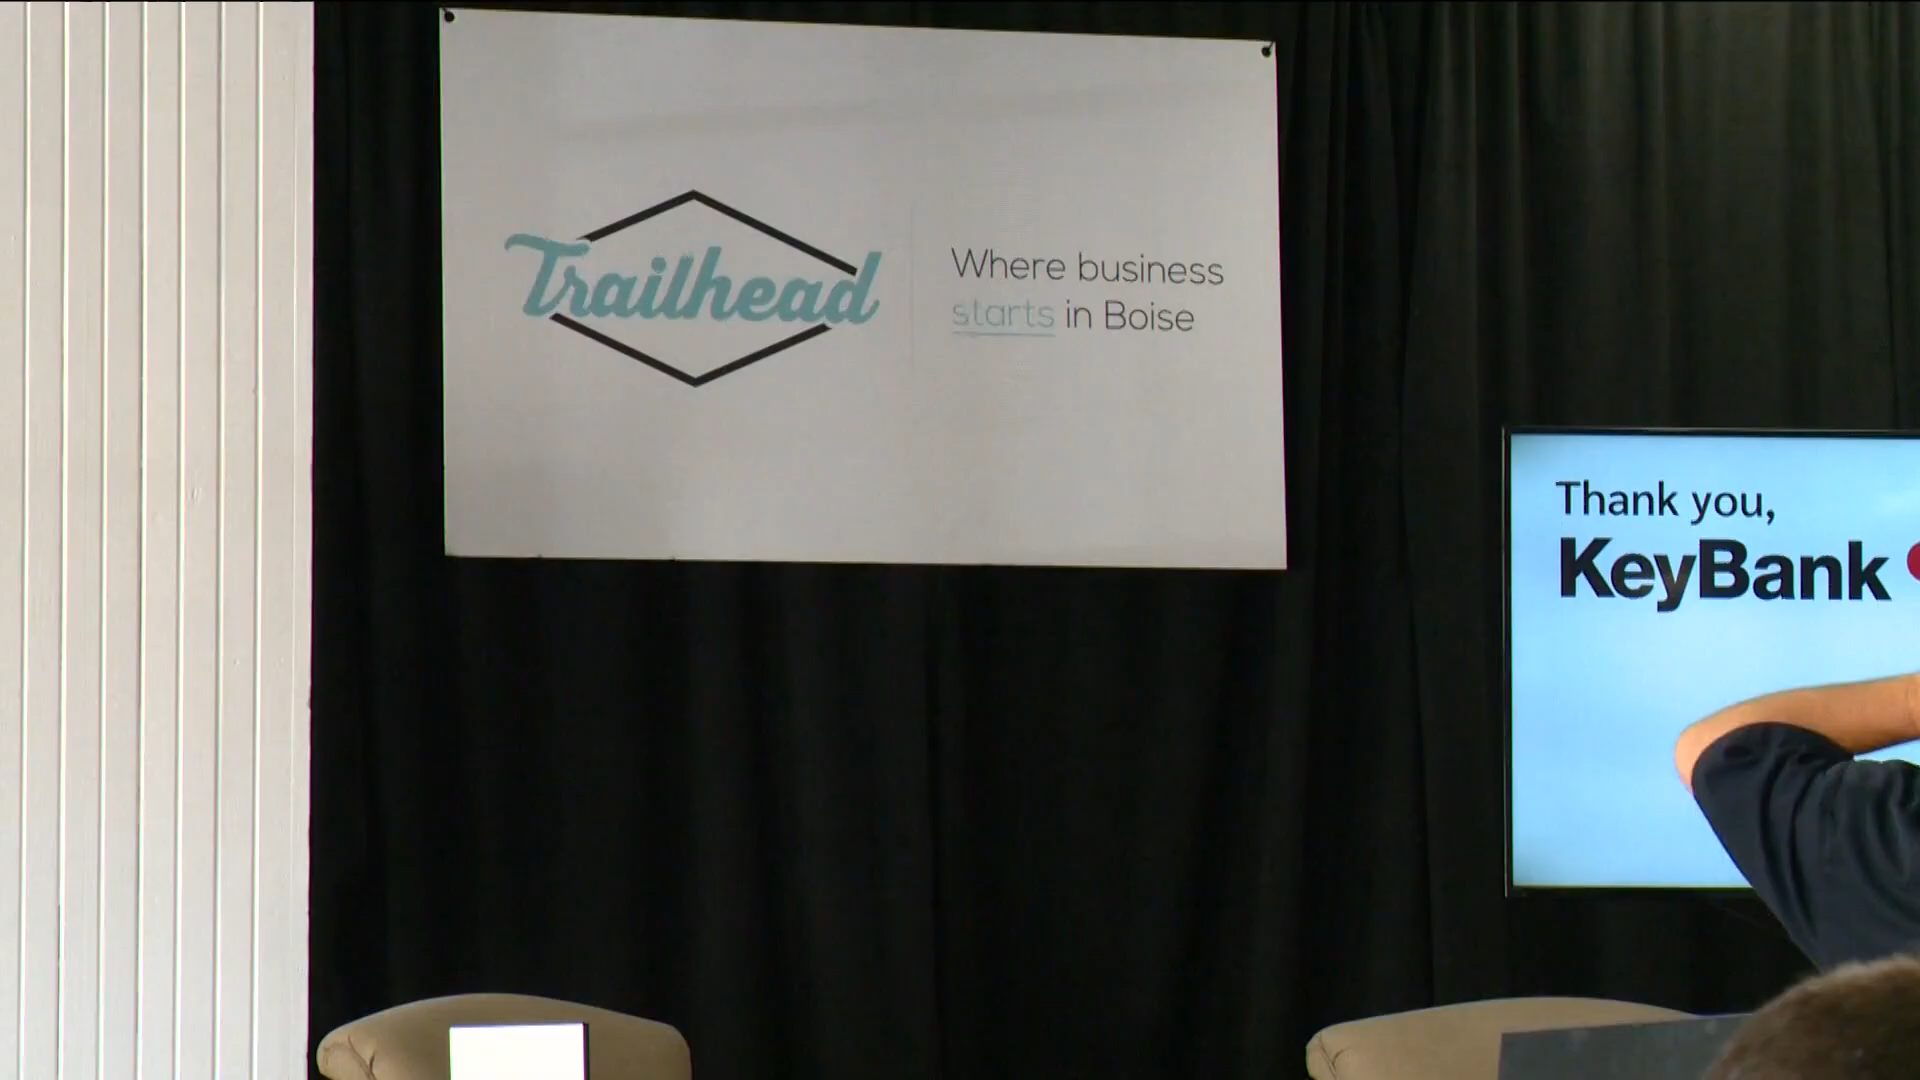 Trailhead
Where business
starts in Boise
Thank you,
KeyBank